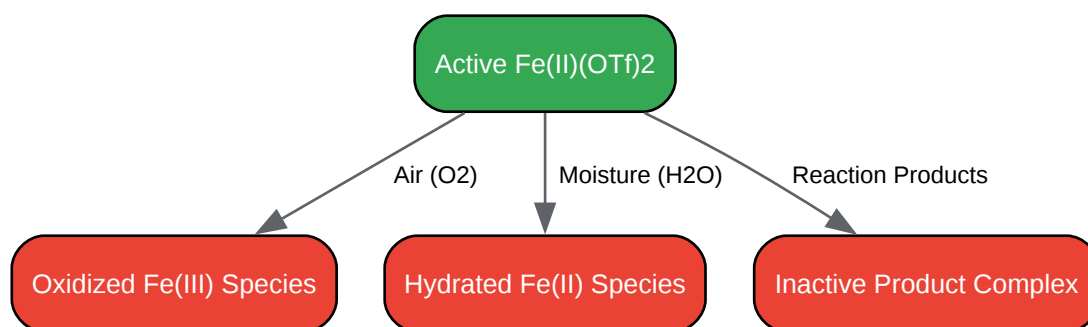 Active Fe(II)(OTf)2
Air (O2)
Moisture (H2O)
Reaction Products
Oxidized Fe(III) Species
Hydrated Fe(II) Species
Inactive Product Complex